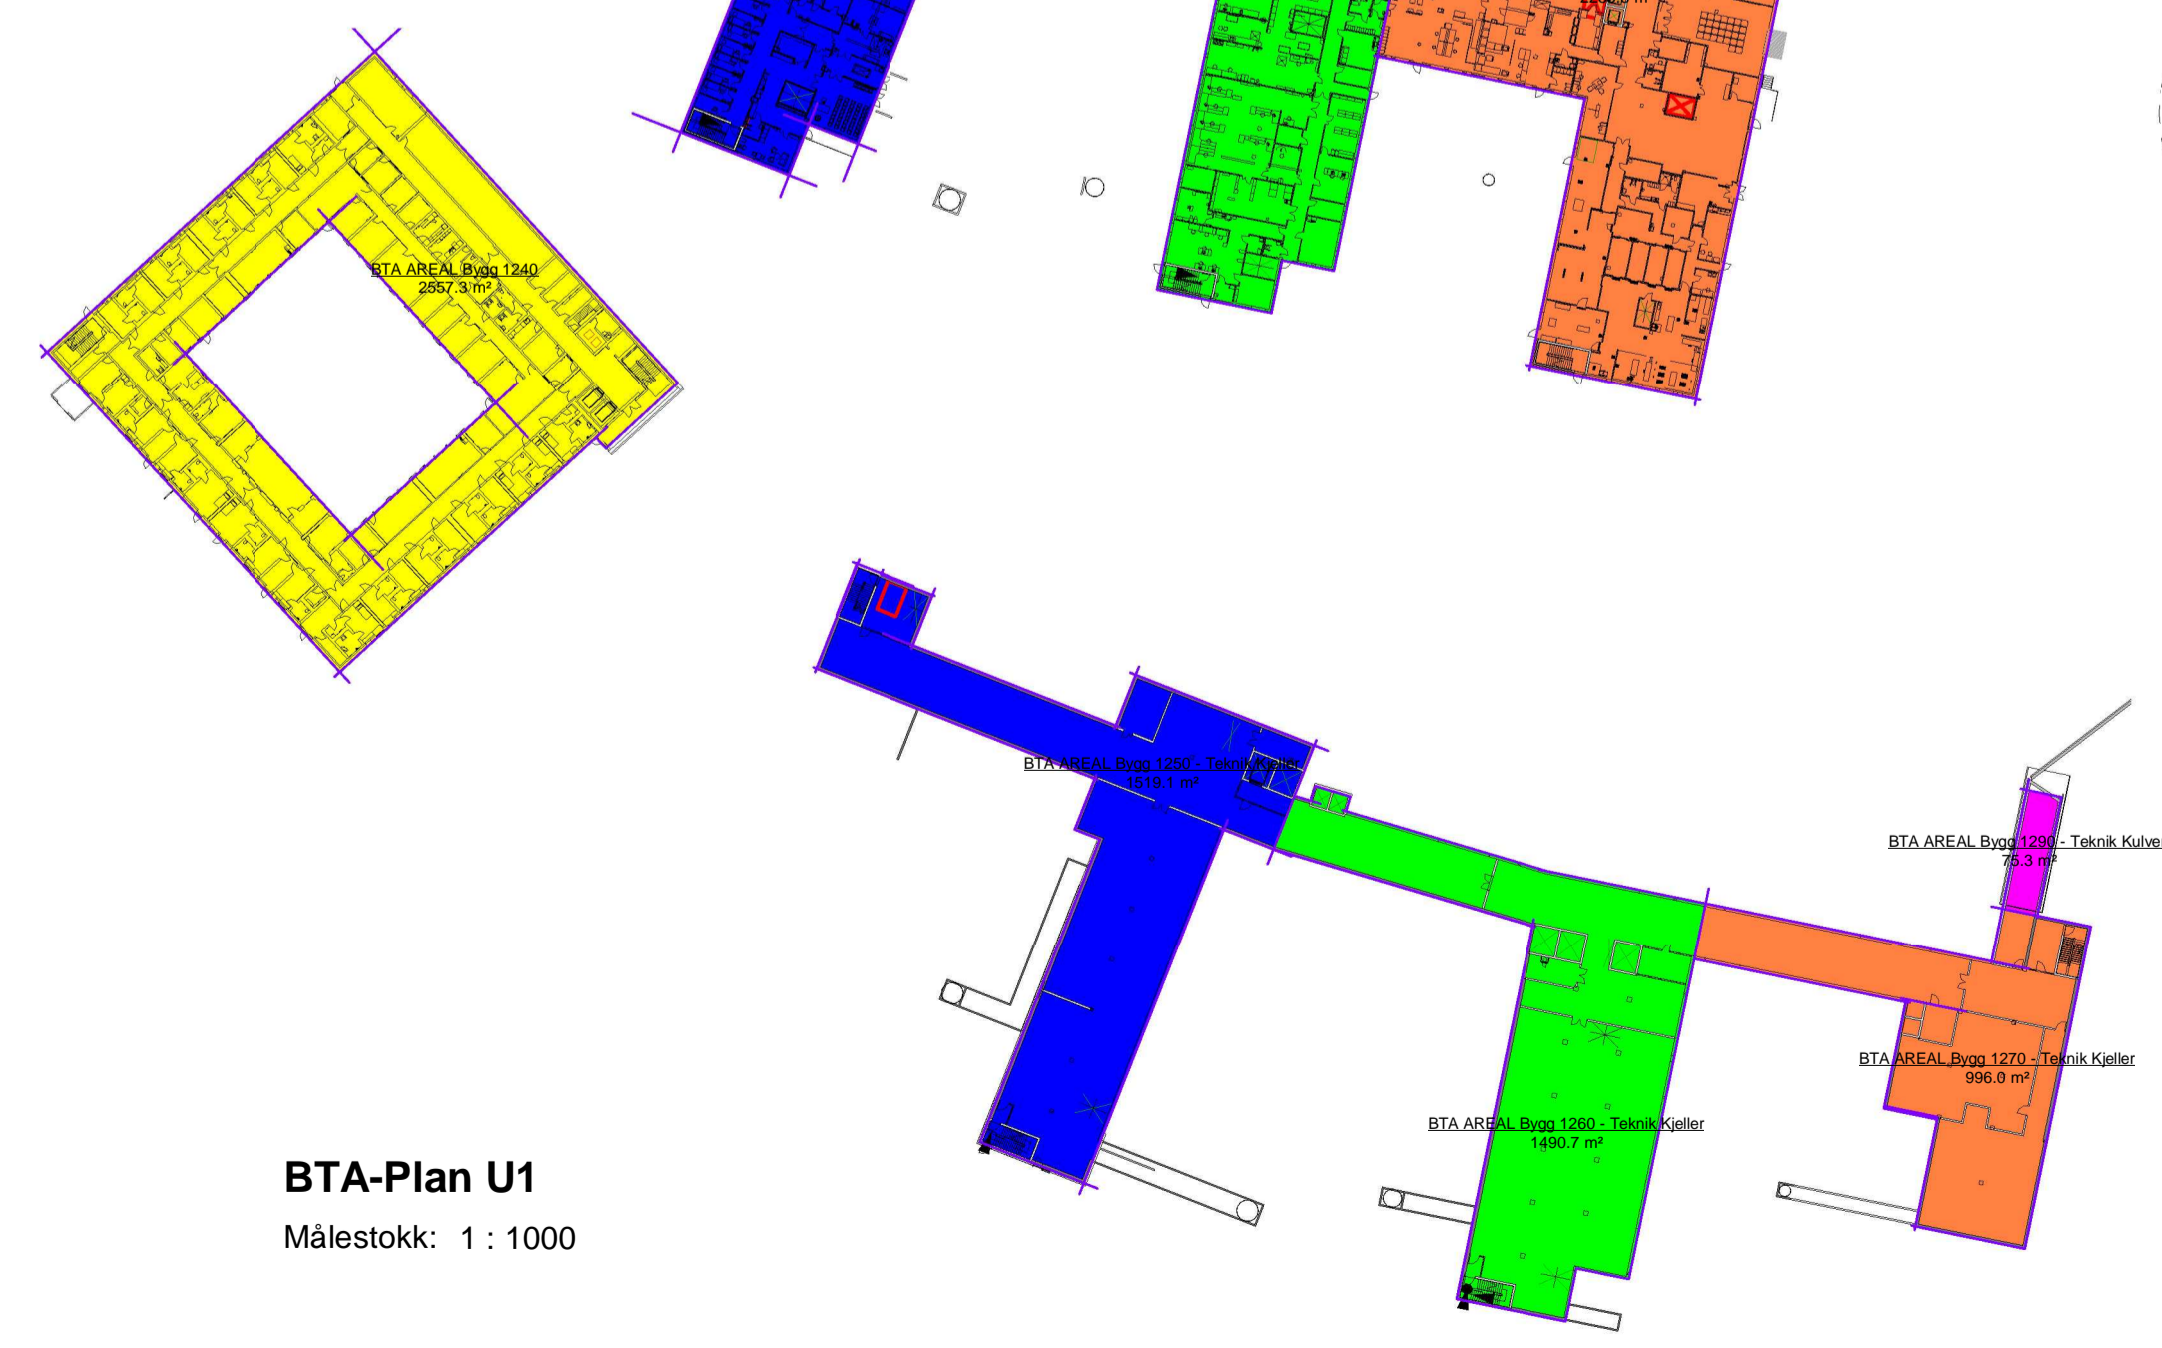 BTA AREAL Bygg 1240
2557.3 m²
BTA AREAL Bygg 1250 - Teknik Kjeller
1519.1 m²
BTA AREAL Bygg 1290 - Teknik Kulve
75.3 m²
BTA AREAL Bygg 1270 - Teknik Kjeller
996.0 m²
BTA AREAL Bygg 1260 - Teknik Kjeller
1490.7 m²
BTA-Plan U1
Målestokk: 1 : 1000